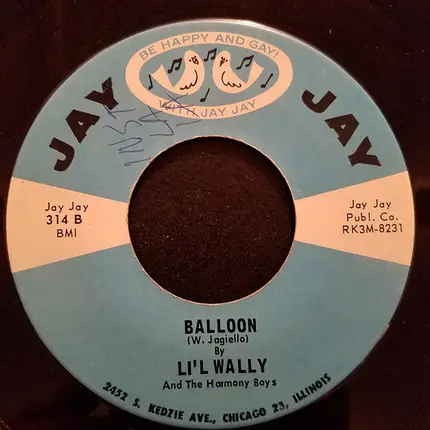 BE HAPPY AND GAY!
WITH JAY JAY
JAY JAY
Jay Jay
314 B
BMI
Jay Jay
Publ. Co.
RK3M-8231
BALLOON
(W. Jagiello)
By
LI'L WALLY
And The Harmony Boys
2452 S. KEDZIE AVE., CHICAGO 23, ILLINOIS